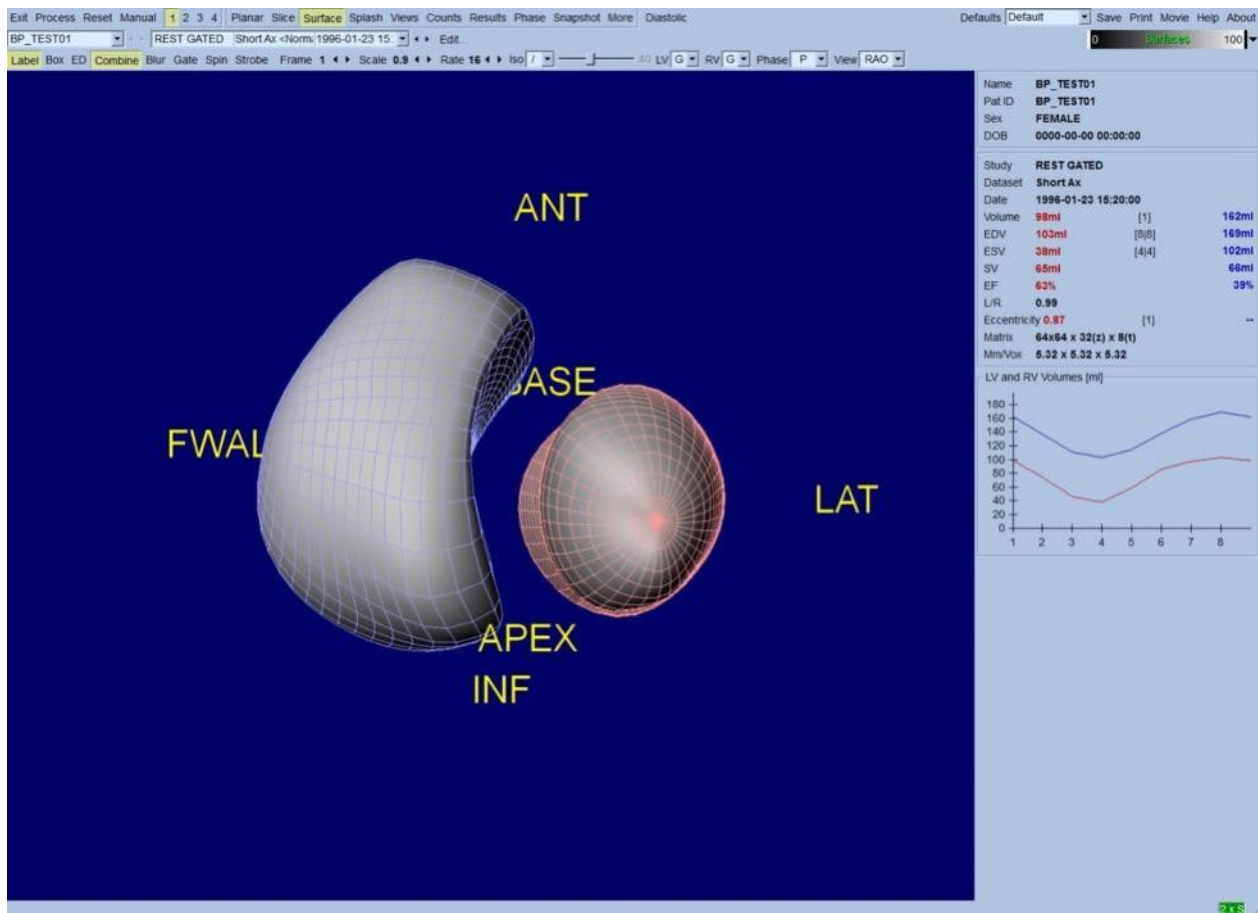 Exit Process Reset Manual 1 2 3 4 Planar Slice Surface Splash Views Counts Results Phase Snapshot More Diastolic Defaults Default Save Print Movie Help About
BP_TEST01 REST GATED Short Ax <Norm: 1996-01-23 15: Edit... 0 Surfaces 100
Label Box ED Combine Blur Gate Spin Strobe Frame 1 Scale 0.9 Rate 16 Iso / 40 LV G RV G Phase P View RAO
Name BP_TEST01
Pat ID BP_TEST01
Sex FEMALE
DOB 0000-00-00 00:00:00
Study REST GATED
Dataset Short Ax
Date 1996-01-23 15:20:00
Volume 98ml [1] 162ml
EDV 103ml [8|8] 169ml
ESV 38ml [4|4] 102ml
SV 65ml 66ml
EF 63% 39%
L/R 0.99
Eccentricity 0.87 [1] --
Matrix 64x64 x 32(z) x 8(t)
Mm/Vox 5.32 x 5.32 x 5.32
LV and RV Volumes [ml]
180
160
140
120
100
80
60
40
20
0
1 2 3 4 5 6 7 8
ANT
BASE
FWAL
LAT
APEX
INF
2 x S